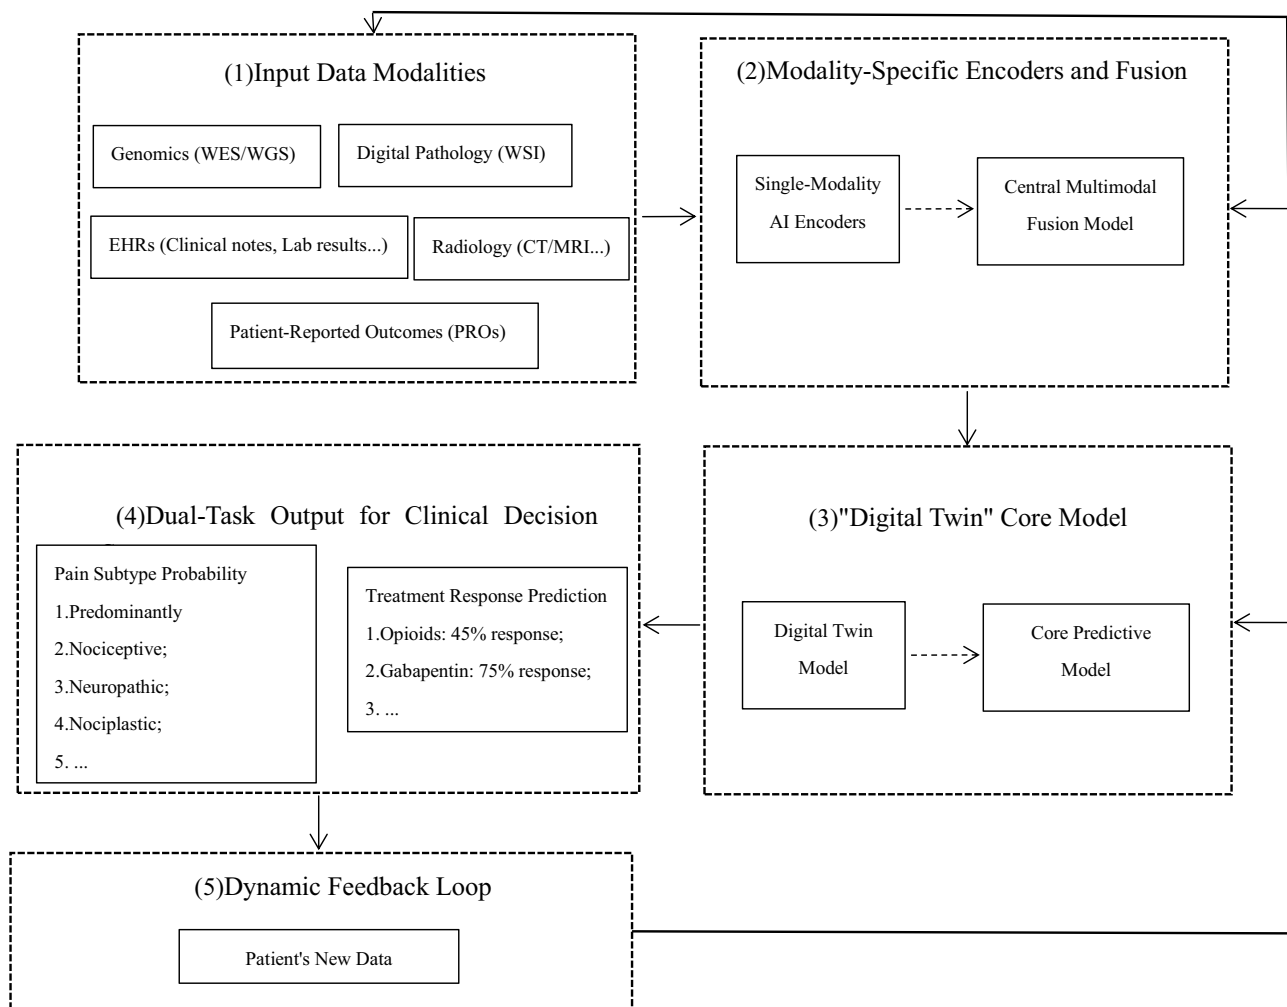 (1)Input Data Modalities
Genomics (WES/WGS)
Digital Pathology (WSI)
EHRs (Clinical notes, Lab results...)
Radiology (CT/MRI...)
Patient-Reported Outcomes (PROs)
(2)Modality-Specific Encoders and Fusion
Single-Modality
AI Encoders
Central Multimodal
Fusion Model
(3)"Digital Twin" Core Model
Digital Twin
Model
Core Predictive
Model
(4)Dual-Task Output for Clinical Decision
Pain Subtype Probability
1.Predominantly
2.Nociceptive;
3.Neuropathic;
4.Nociplastic;
5. ...
Treatment Response Prediction
1.Opioids: 45% response;
2.Gabapentin: 75% response;
3. ...
(5)Dynamic Feedback Loop
Patient's New Data